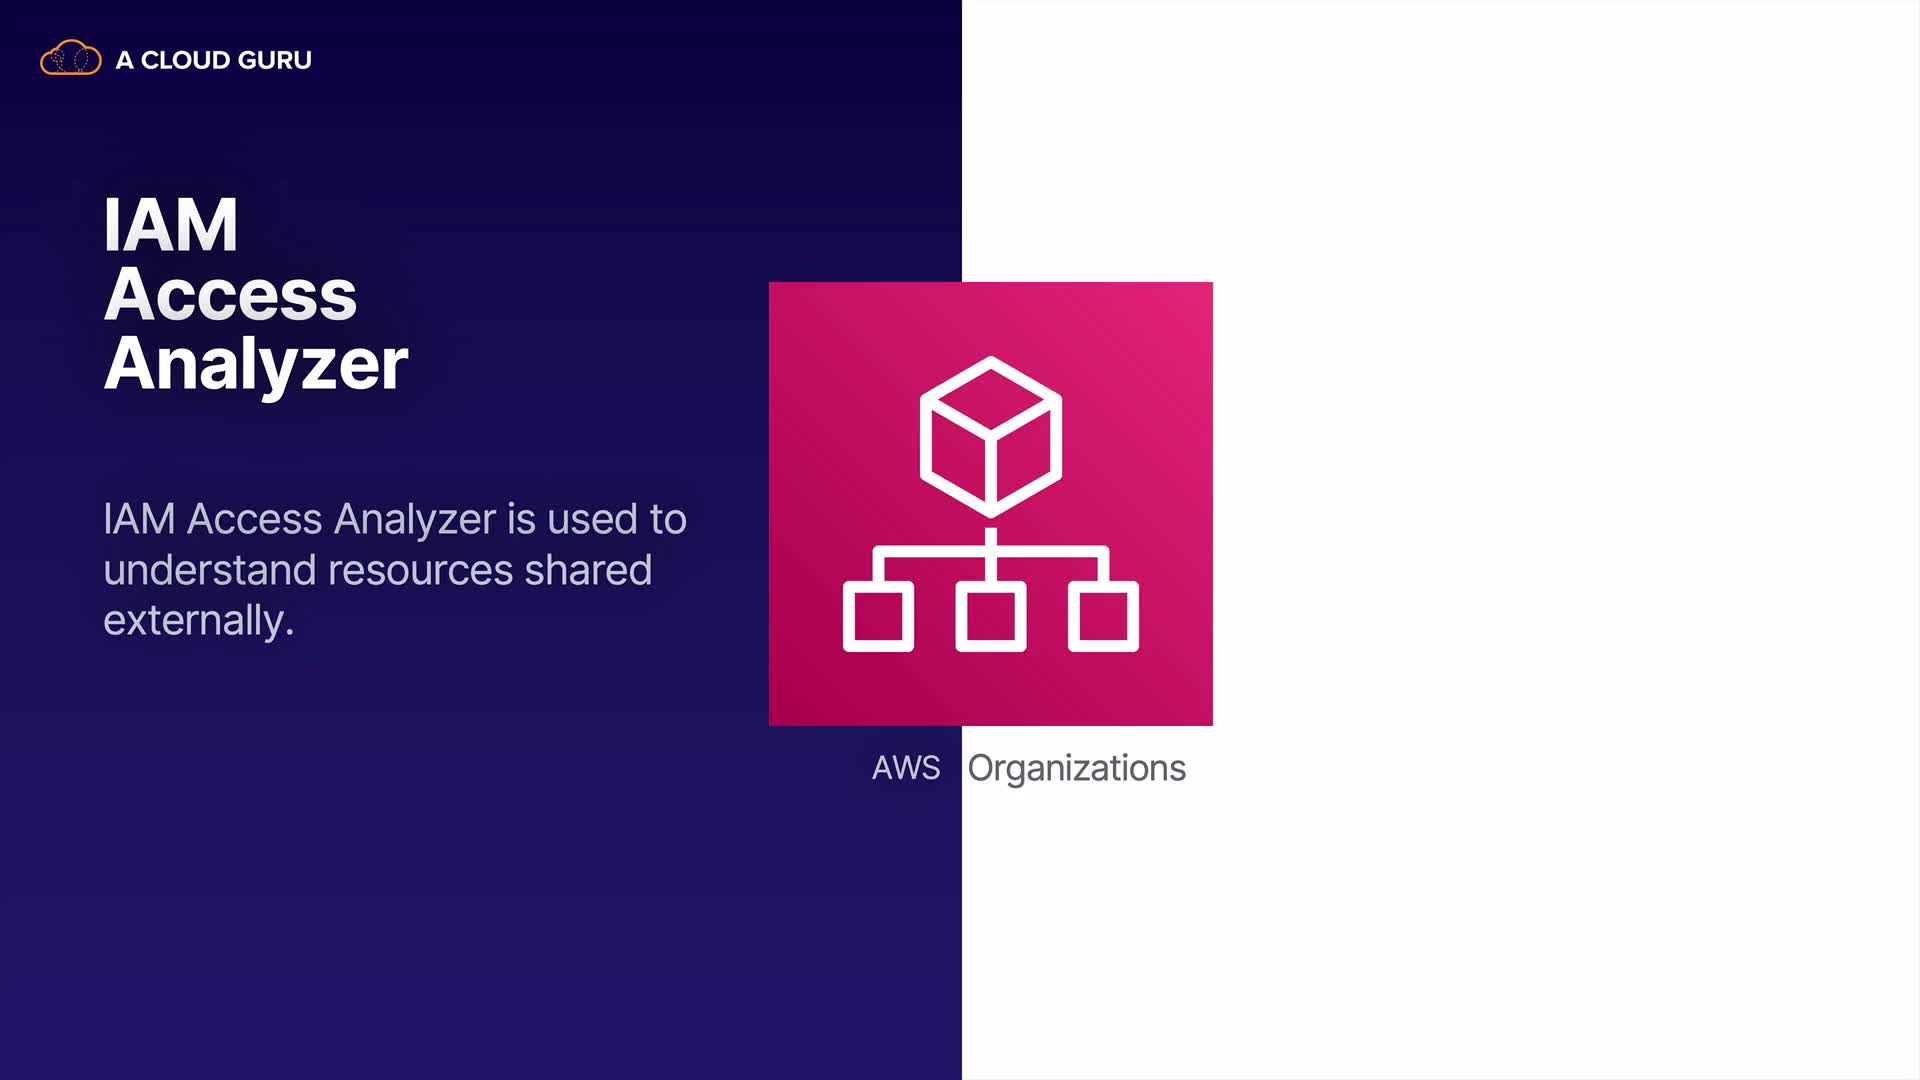 A CLOUD GURU
IAM
Access
Analyzer
IAM Access Analyzer is used to
understand resources shared
externally.
AWS Organizations